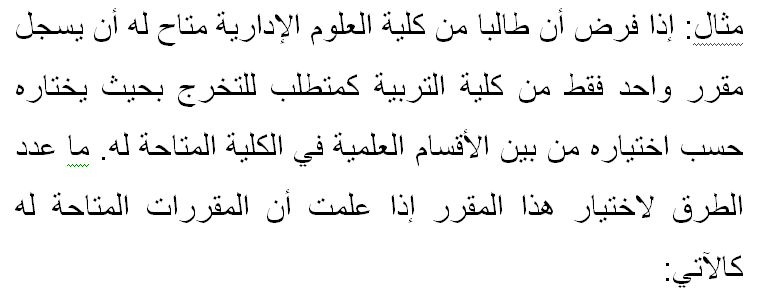 مثال: إذا فرض أن طالبا من كلية العلوم الإدارية متاح له أن يسجل
مقرر واحد فقط من كلية التربية كمتطلب للتخرج بحيث يختاره
حسب اختياره من بين الأقسام العلمية في الكلية المتاحة له. ما عدد
الطرق لاختيار هذا المقرر إذا علمت أن المقررات المتاحة له
كالآتي: